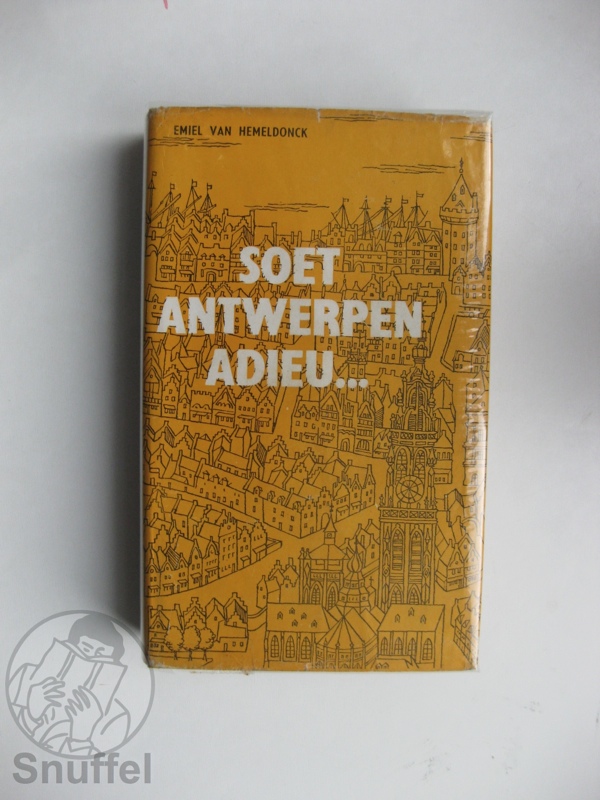 EMIEL VAN HEMELDONCK
SOET
ANTWERPEN
ADIEU...
Snuffel